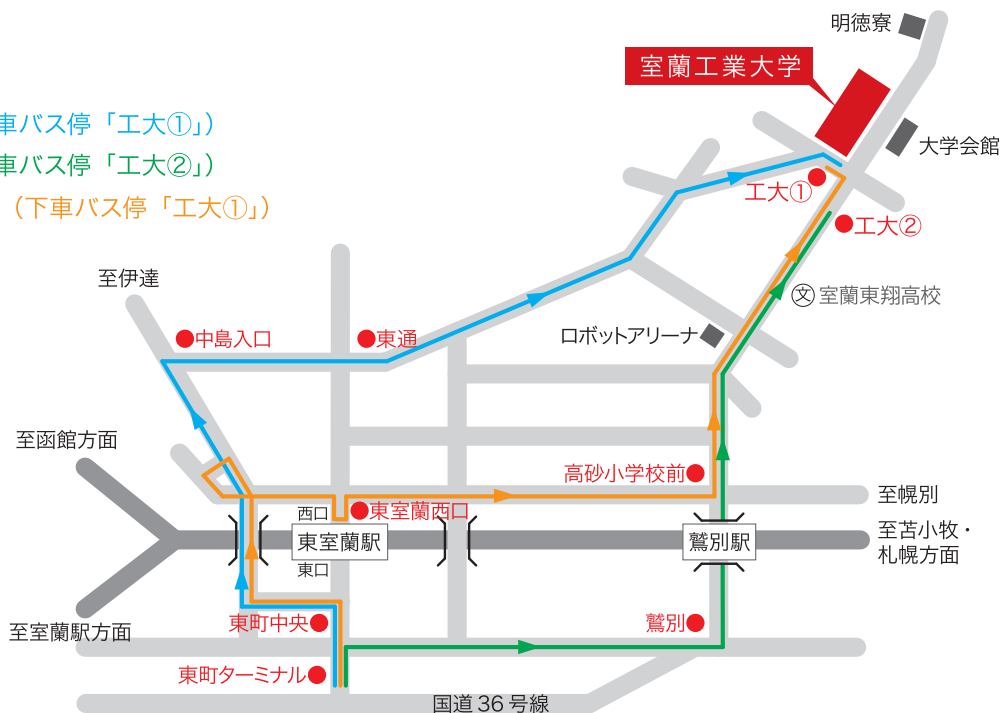 明徳寮
室蘭工業大学
車バス停「工大①」）
大学会館
車バス停「工大②」）
工大①
（下車バス停「工大①」）
工大②
至伊達
室蘭東翔高校
文
中島入口
東通
ロボットアリーナ
至函館方面
高砂小学校前
至幌別
西口
東室蘭西口
東室蘭駅
鷲別駅
至苫小牧・
札幌方面
東口
至室蘭駅方面
東町中央
鷲別
東町ターミナル
国道36号線